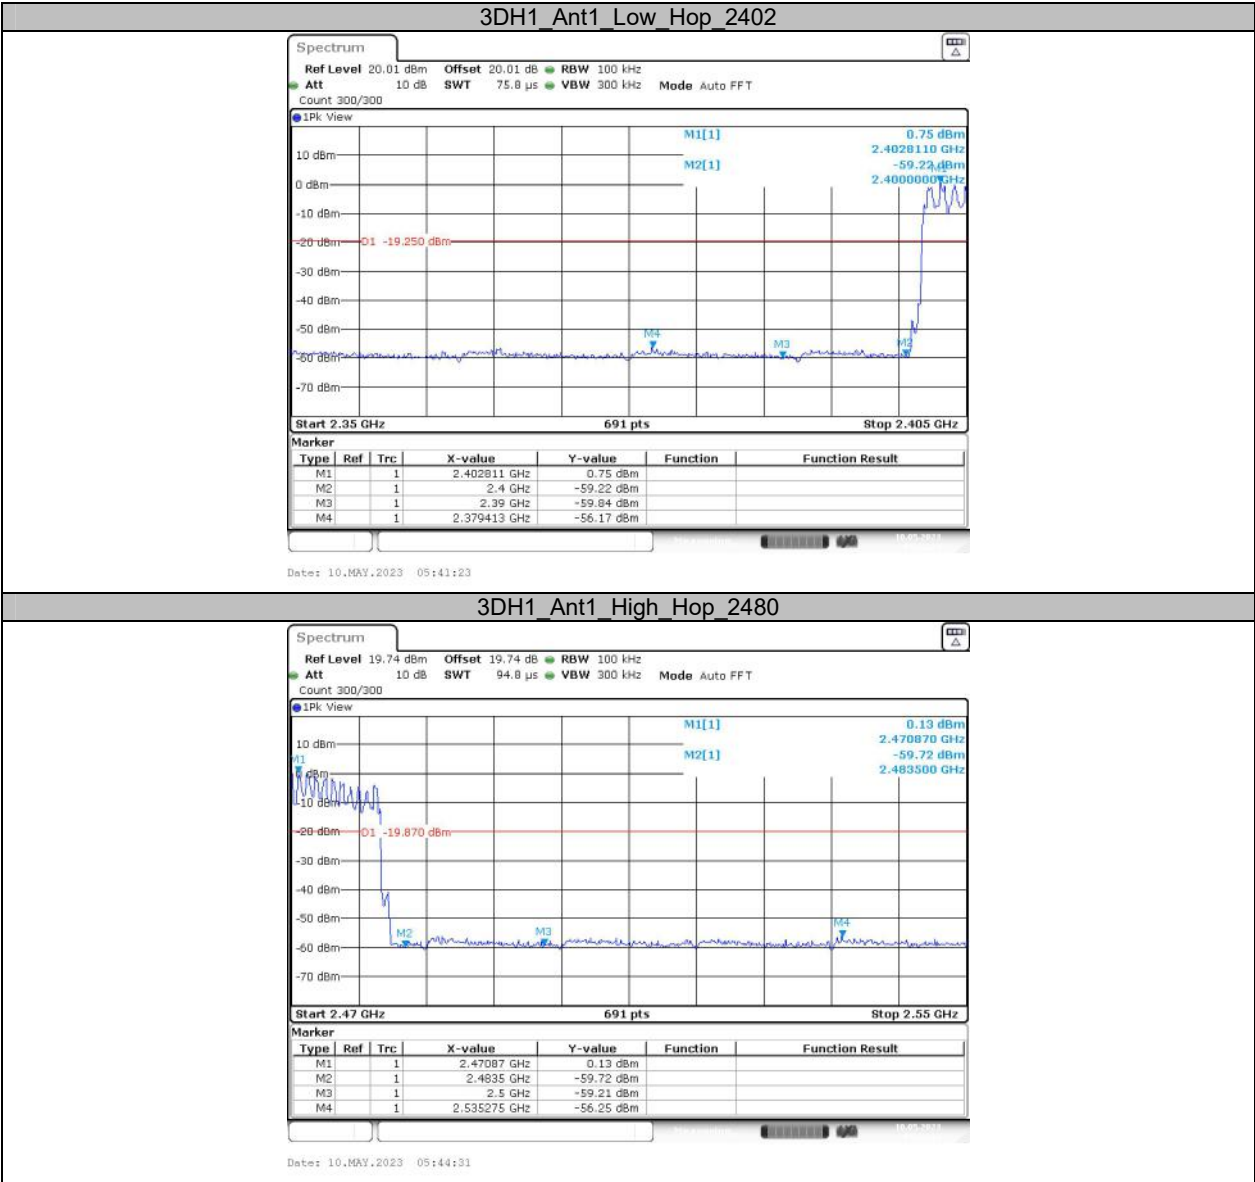 3DH1_Ant1_Low_Hop_2402
Spectrum
Ref Level 20.01 dBm Offset 20.01 dB RBW 100 kHz
Att 10 dB SWT 75.8 µs VBW 300 kHz Mode Auto FFT
Count 300/300
1Pk View
M1[1] 0.75 dBm
2.4028110 GHz
M2[1] -59.22 dBm
2.4000000 GHz
M1
10 dBm
0 dBm
-10 dBm
-20 dBm D1 -19.250 dBm
-30 dBm
-40 dBm
-50 dBm
M4
M3 M2
-60 dBm
-70 dBm
Start 2.35 GHz 691 pts Stop 2.405 GHz
Marker
Type Ref Trc X-value Y-value Function Function Result
M1 1 2.402811 GHz 0.75 dBm
M2 1 2.4 GHz -59.22 dBm
M3 1 2.39 GHz -59.84 dBm
M4 1 2.379413 GHz -56.17 dBm
Date: 10.MAY.2023 05:41:23
3DH1_Ant1_High_Hop_2480
Spectrum
Ref Level 19.74 dBm Offset 19.74 dB RBW 100 kHz
Att 10 dB SWT 94.8 µs VBW 300 kHz Mode Auto FFT
Count 300/300
1Pk View
M1[1] 0.13 dBm
2.470870 GHz
M2[1] -59.72 dBm
2.483500 GHz
10 dBm
M1
0 dBm
-10 dBm
-20 dBm D1 -19.870 dBm
-30 dBm
-40 dBm
-50 dBm
M2 M3 M4
-60 dBm
-70 dBm
Start 2.47 GHz 691 pts Stop 2.55 GHz
Marker
Type Ref Trc X-value Y-value Function Function Result
M1 1 2.47087 GHz 0.13 dBm
M2 1 2.4835 GHz -59.72 dBm
M3 1 2.5 GHz -59.21 dBm
M4 1 2.535275 GHz -56.25 dBm
Date: 10.MAY.2023 05:44:31